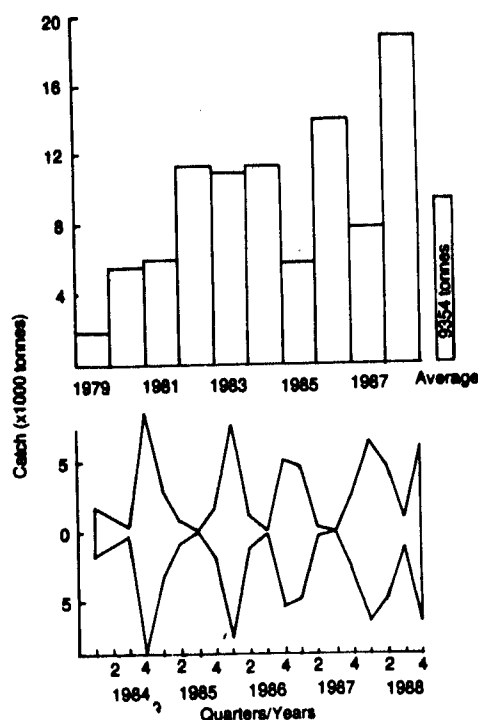 Catch (x1000 tonnes)
20
16
12
8
4
1979 1981 1983 1985 1987 Average
9354 tonnes
5
0
5
2 4 2 4 2 4 2 4 2 4
1984 1985 1986 1987 1988
?
Quarters/Years